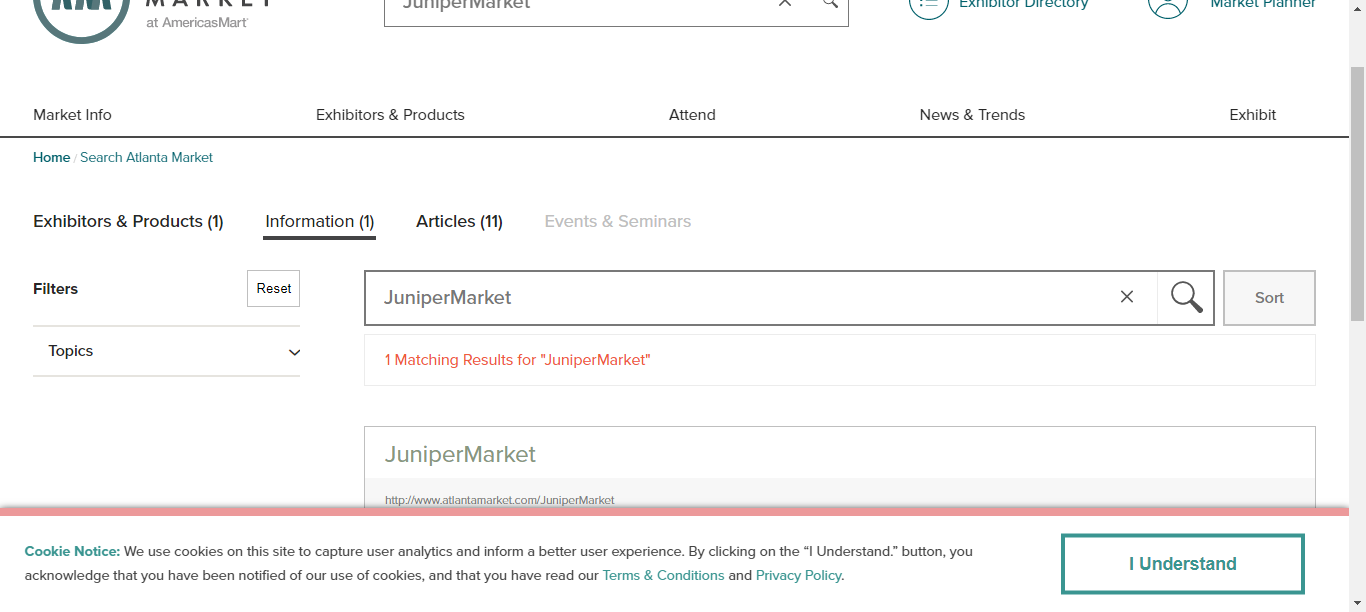 MARKET
at AmericasMart
JuniperMarket
Exhibitor Directory
Market Planner
Market Info
Exhibitors & Products
Attend
News & Trends
Exhibit
Home / Search Atlanta Market
Exhibitors & Products (1)
Information (1)
Articles (11)
Events & Seminars
Filters
Reset
Topics
JuniperMarket
Sort
1 Matching Results for "JuniperMarket"
JuniperMarket
http://www.atlantamarket.com/JuniperMarket
Cookie Notice: We use cookies on this site to capture user analytics and inform a better user experience. By clicking on the “I Understand.” button, you
acknowledge that you have been notified of our use of cookies, and that you have read our Terms & Conditions and Privacy Policy.
I Understand